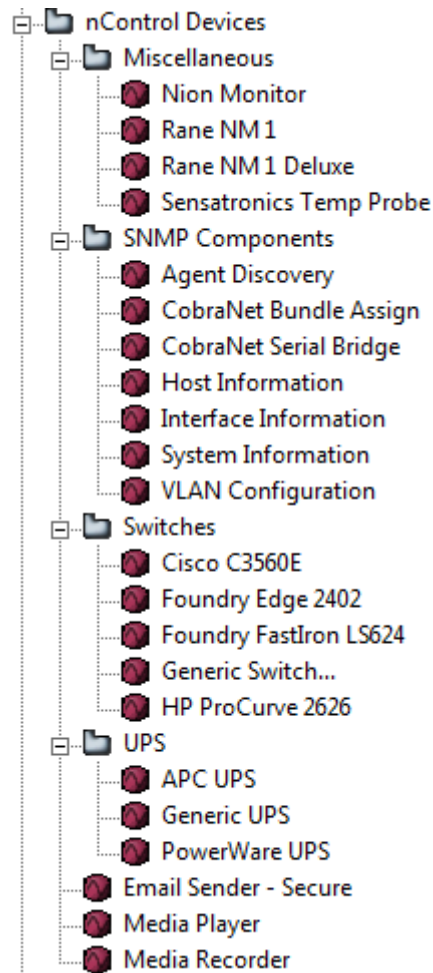 nControl Devices
Miscellaneous
Nion Monitor
Rane NM 1
Rane NM 1 Deluxe
Sensatronics Temp Probe
SNMP Components
Agent Discovery
CobraNet Bundle Assign
CobraNet Serial Bridge
Host Information
Interface Information
System Information
VLAN Configuration
Switches
Cisco C3560E
Foundry Edge 2402
Foundry FastIron LS624
Generic Switch...
HP ProCurve 2626
UPS
APC UPS
Generic UPS
PowerWare UPS
Email Sender - Secure
Media Player
Media Recorder